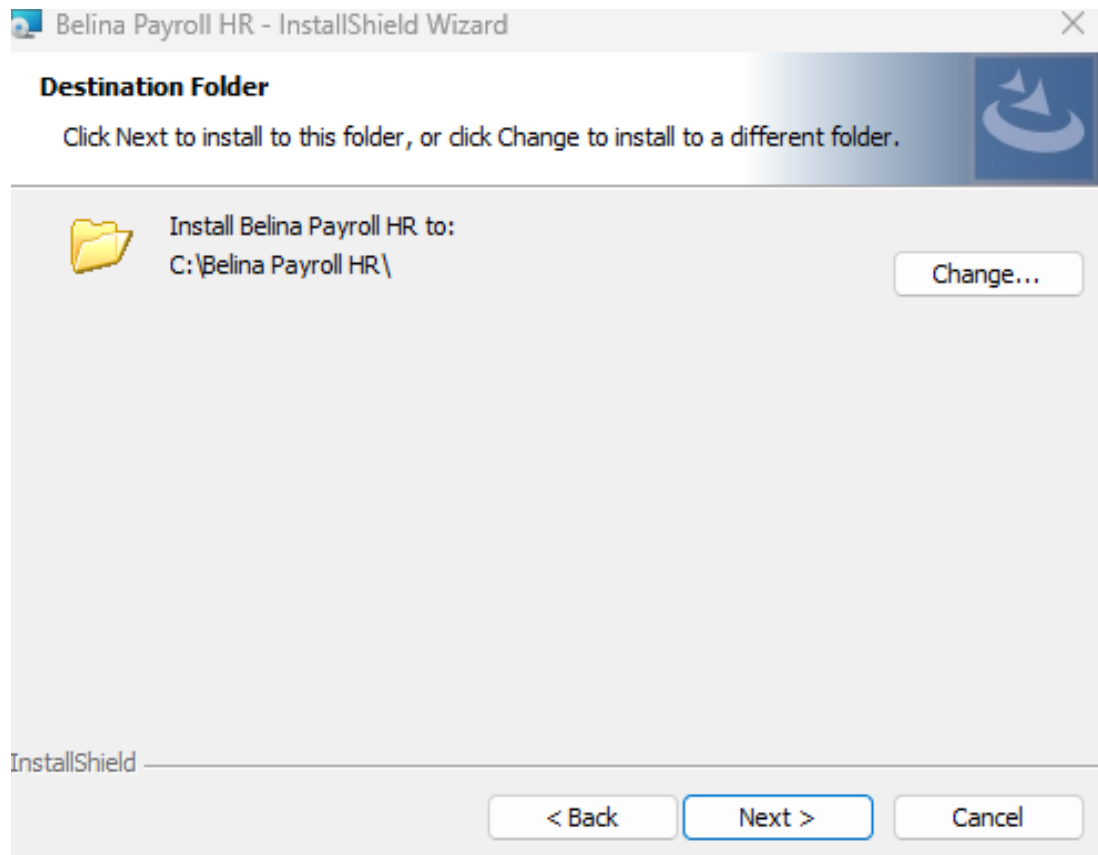 Belina Payroll HR - InstallShield Wizard
Destination Folder
Click Next to install to this folder, or click Change to install to a different folder.
Install Belina Payroll HR to:
C:\Belina Payroll HR\
Change...
InstallShield
< Back
Next >
Cancel